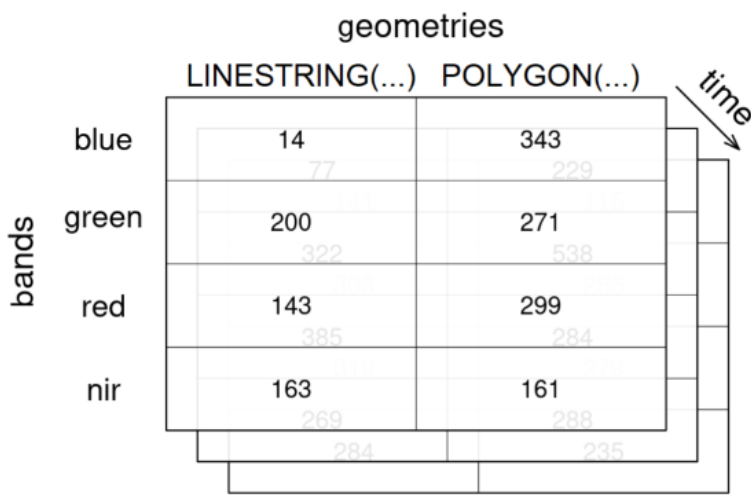 geometries
LINESTRING(...) POLYGON(...)
time
bands
blue 14 343
77 229
green 200 271
322 538
red 143 299
385 284
nir 163 161
269 288
284 235